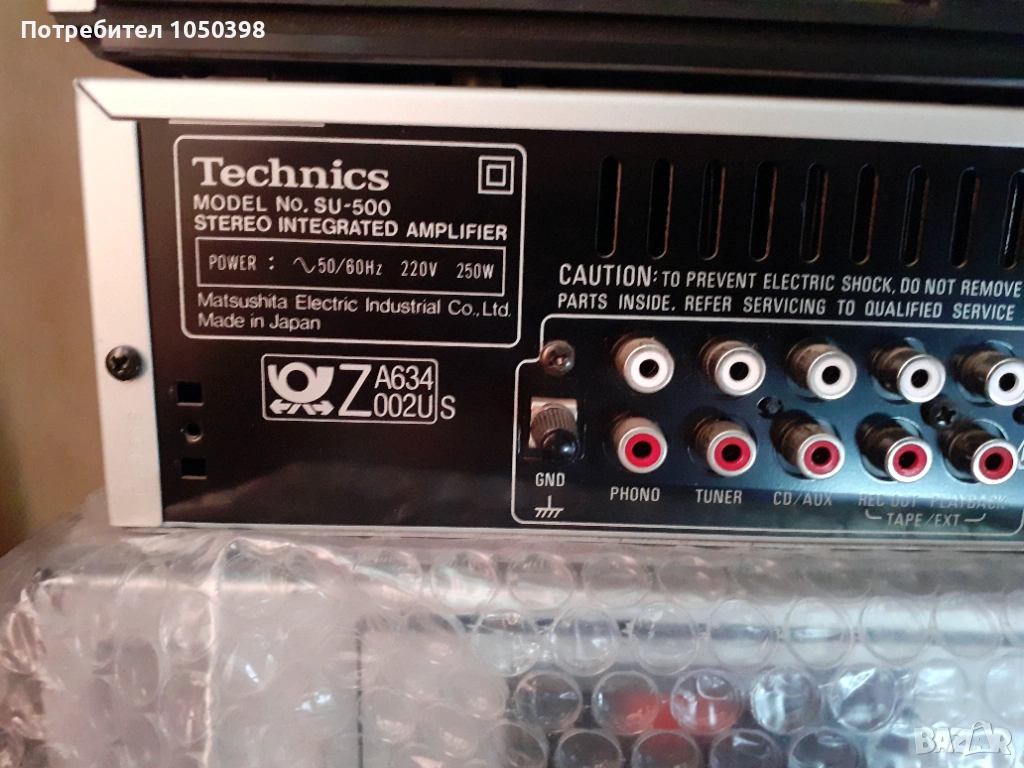 Потребител 1050398
Technics
MODEL No. SU-500
STEREO INTEGRATED AMPLIFIER
POWER : ∿50/60Hz 220V 250W
Matsushita Electric Industrial Co., Ltd.
Made in Japan
CAUTION: TO PREVENT ELECTRIC SHOCK, DO NOT REMOVE
PARTS INSIDE. REFER SERVICING TO QUALIFIED SERVICE
Z A634
002U S
GND
PHONO
TUNER
CD/AUX
REC OUT PLAYBACK
TAPE/EXT
BAZAR